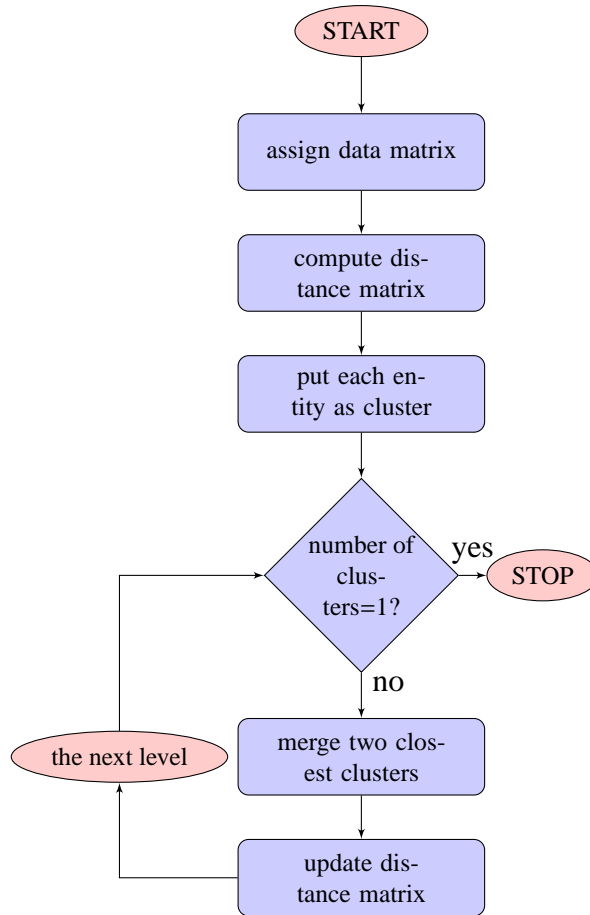 START
assign data matrix
compute dis-
tance matrix
put each en-
tity as cluster
number of
clus-
ters=1?
yes
STOP
no
merge two clos-
est clusters
the next level
update dis-
tance matrix